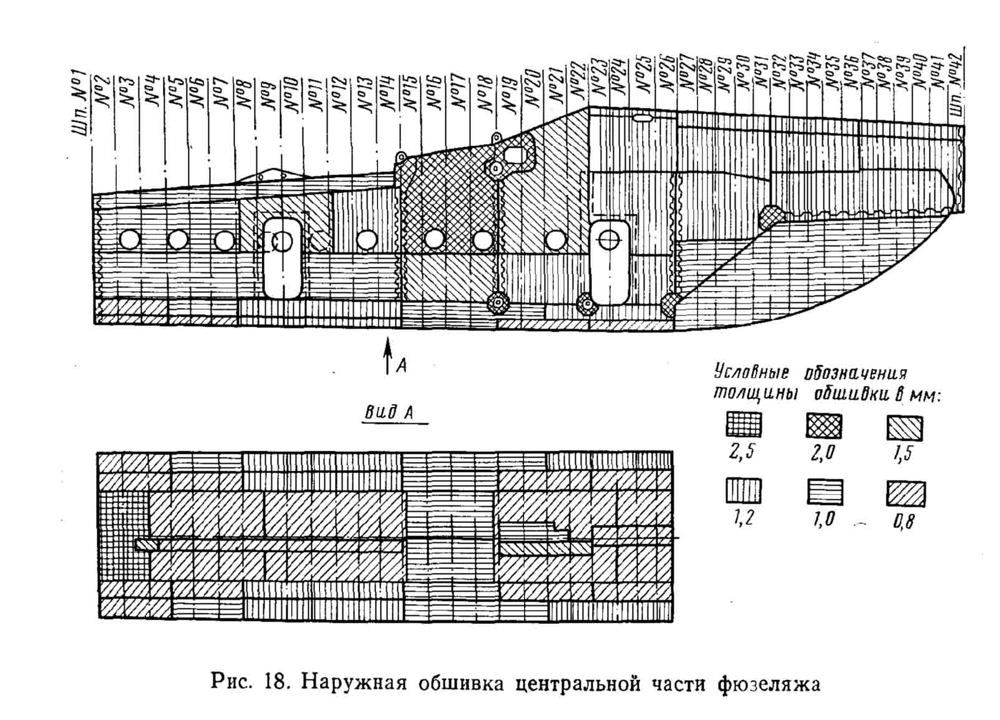 Шп. №1 №2 №3 №4 №5 №6 №7 №8 №9 №10 №11 №12 №13 №14 №15 №16 №17 №18 №19 №20 №21 №22 №23 №24 №25 №26 №27 №28 №29 №30 №31 №32 №33 №34 №35 №36 №37 №38 №39 №40 №41 Шп. №42
А
Условные обозначения
толщины обшивки в мм:
Вид А
2,5 2,0 1,5
1,2 1,0 0,8
Рис. 18. Наружная обшивка центральной части фюзеляжа